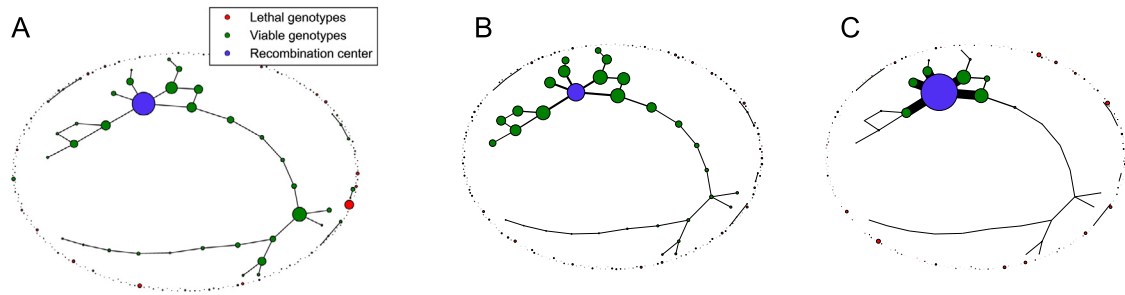 A
Lethal genotypes
Viable genotypes
Recombination center
B
C